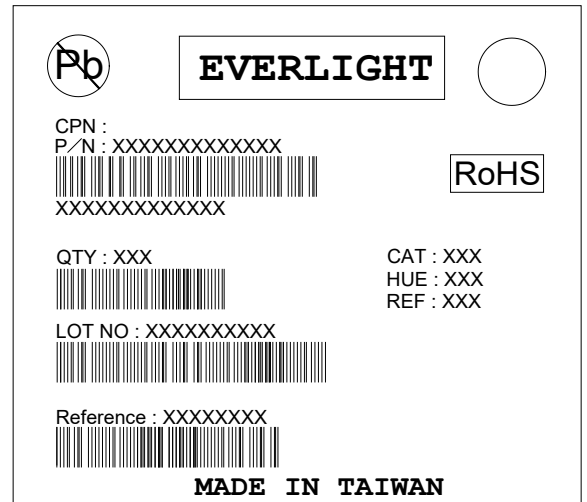 Pb
EVERLIGHT
CPN :
P/N : XXXXXXXXXXXXX
RoHS
XXXXXXXXXXXXX
QTY : XXX
CAT : XXX
HUE : XXX
REF : XXX
LOT NO : XXXXXXXXXX
Reference : XXXXXXXX
MADE IN TAIWAN